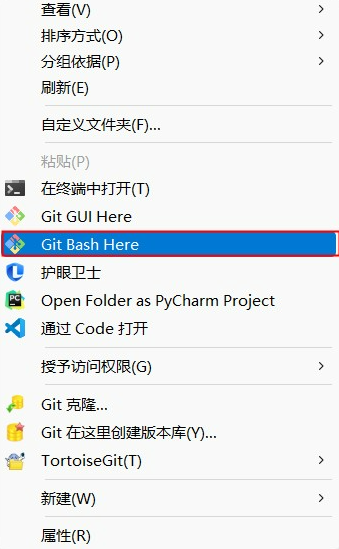 查看(V)
排序方式(O)
分组依据(P)
刷新(E)
自定义文件夹(F)...
粘贴(P)
在终端中打开(T)
Git GUI Here
Git Bash Here
护眼卫士
Open Folder as PyCharm Project
通过 Code 打开
授予访问权限(G)
Git 克隆...
Git 在这里创建版本库(Y)...
TortoiseGit(T)
新建(W)
属性(R)